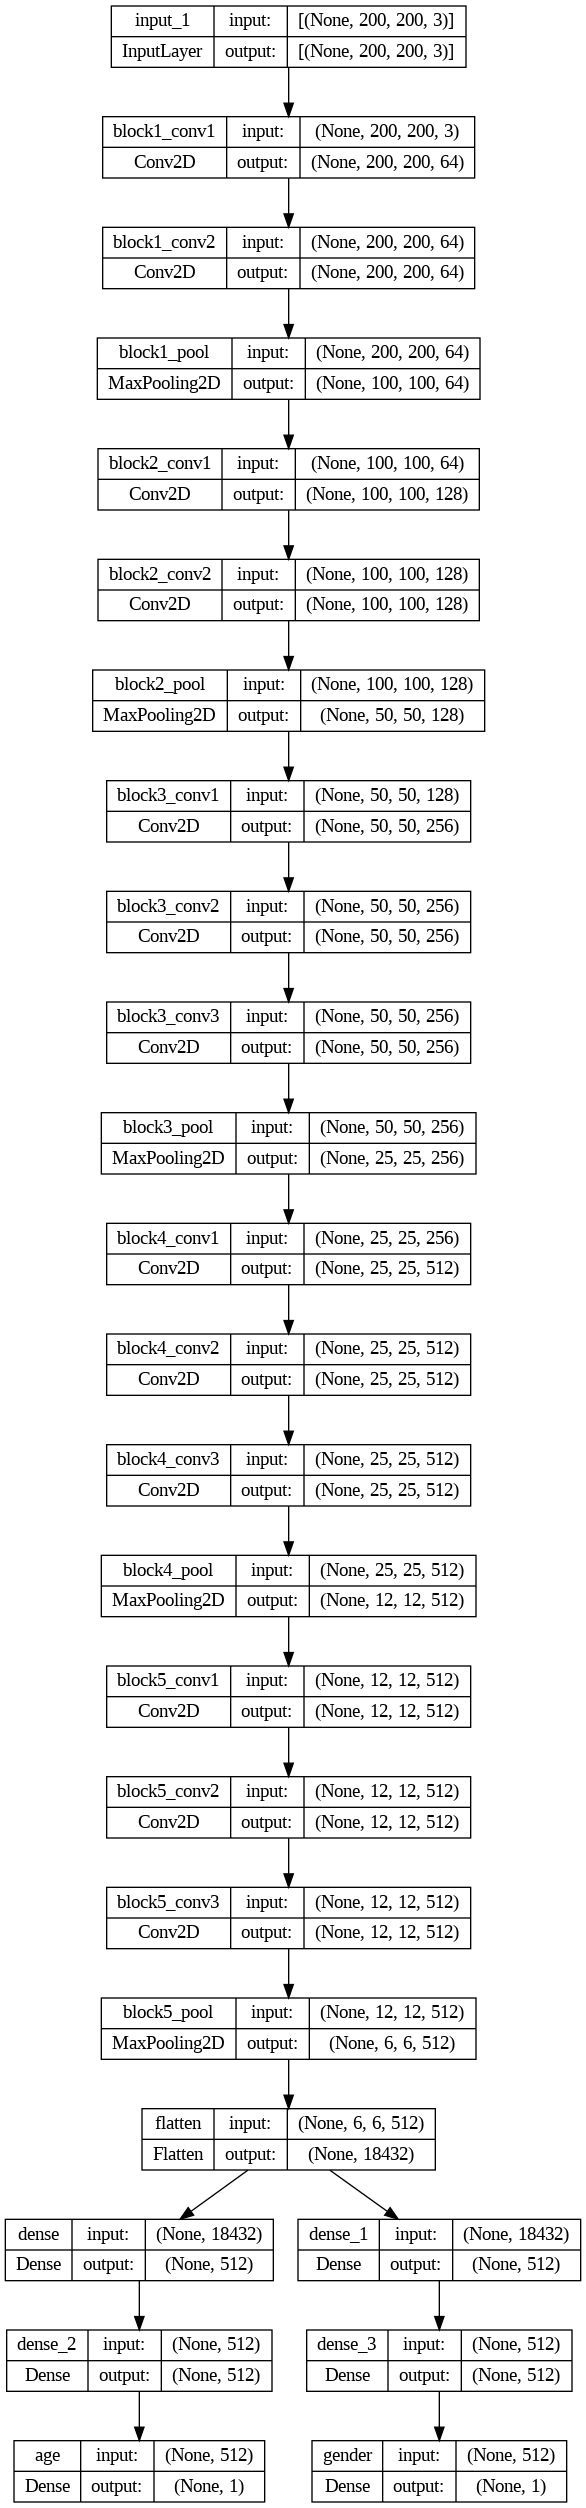 input_1 input: [(None, 200, 200, 3)]
InputLayer output: [(None, 200, 200, 3)]
block1_conv1 input: (None, 200, 200, 3)
Conv2D output: (None, 200, 200, 64)
block1_conv2 input: (None, 200, 200, 64)
Conv2D output: (None, 200, 200, 64)
block1_pool input: (None, 200, 200, 64)
MaxPooling2D output: (None, 100, 100, 64)
block2_conv1 input: (None, 100, 100, 64)
Conv2D output: (None, 100, 100, 128)
block2_conv2 input: (None, 100, 100, 128)
Conv2D output: (None, 100, 100, 128)
block2_pool input: (None, 100, 100, 128)
MaxPooling2D output: (None, 50, 50, 128)
block3_conv1 input: (None, 50, 50, 128)
Conv2D output: (None, 50, 50, 256)
block3_conv2 input: (None, 50, 50, 256)
Conv2D output: (None, 50, 50, 256)
block3_conv3 input: (None, 50, 50, 256)
Conv2D output: (None, 50, 50, 256)
block3_pool input: (None, 50, 50, 256)
MaxPooling2D output: (None, 25, 25, 256)
block4_conv1 input: (None, 25, 25, 256)
Conv2D output: (None, 25, 25, 512)
block4_conv2 input: (None, 25, 25, 512)
Conv2D output: (None, 25, 25, 512)
block4_conv3 input: (None, 25, 25, 512)
Conv2D output: (None, 25, 25, 512)
block4_pool input: (None, 25, 25, 512)
MaxPooling2D output: (None, 12, 12, 512)
block5_conv1 input: (None, 12, 12, 512)
Conv2D output: (None, 12, 12, 512)
block5_conv2 input: (None, 12, 12, 512)
Conv2D output: (None, 12, 12, 512)
block5_conv3 input: (None, 12, 12, 512)
Conv2D output: (None, 12, 12, 512)
block5_pool input: (None, 12, 12, 512)
MaxPooling2D output: (None, 6, 6, 512)
flatten input: (None, 6, 6, 512)
Flatten output: (None, 18432)
dense input: (None, 18432)
Dense output: (None, 512)
dense_1 input: (None, 18432)
Dense output: (None, 512)
dense_2 input: (None, 512)
Dense output: (None, 512)
dense_3 input: (None, 512)
Dense output: (None, 512)
age input: (None, 512)
Dense output: (None, 1)
gender input: (None, 512)
Dense output: (None, 1)